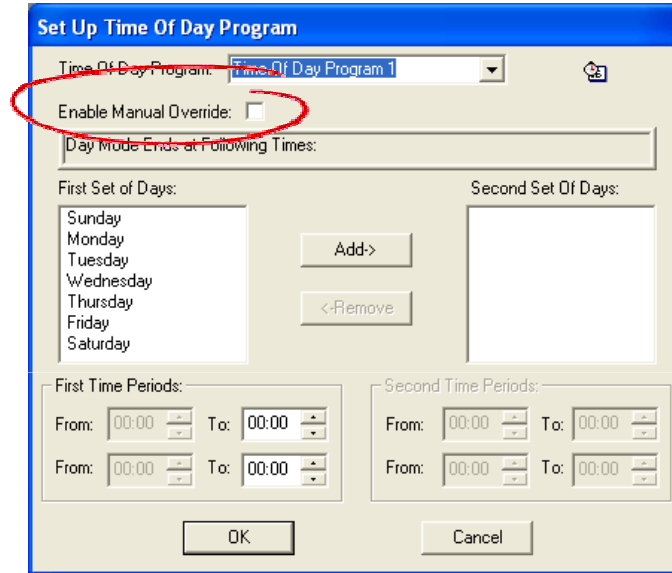 Set Up Time Of Day Program
Time Of Day Program: Time Of Day Program 1
Enable Manual Override:
Day Mode Ends at Following Times:
First Set of Days:
Second Set Of Days:
Sunday
Monday
Tuesday
Wednesday
Thursday
Friday
Saturday
Add->
<-Remove
First Time Periods:
Second Time Periods:
From: 00:00 To: 00:00 From: 00:00 To: 00:00
From: 00:00 To: 00:00 From: 00:00 To: 00:00
OK
Cancel